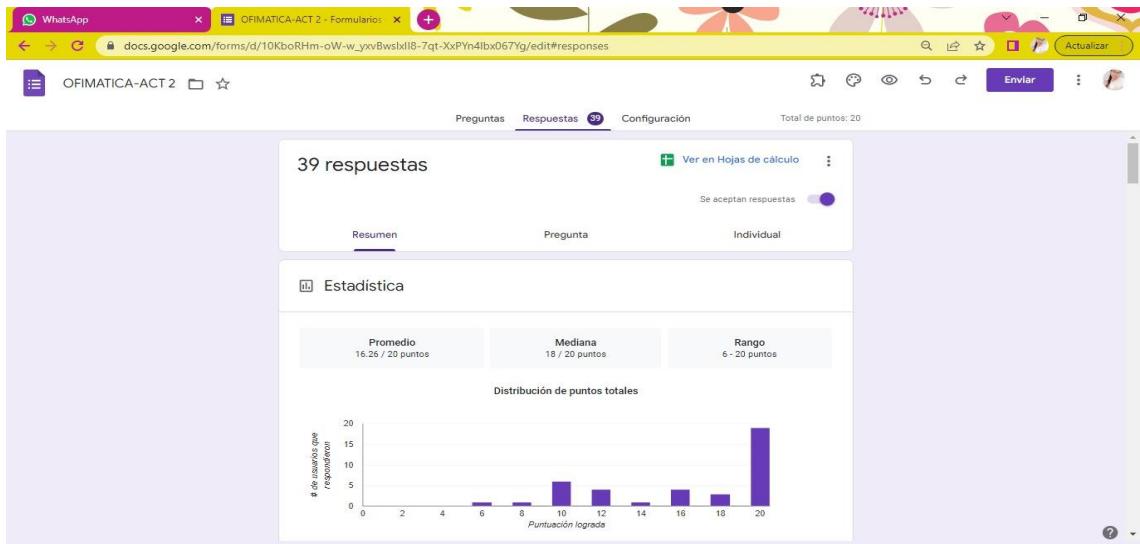 WhatsApp
OFIMATICA-ACT 2 - Formularios
docs.google.com/forms/d/10KboRHm-oW-w_yxvBwslxlI8-7qt-XxPYn4lbx067Yg/edit#responses
Actualizar
OFIMATICA-ACT 2
Enviar
Preguntas Respuestas 39 Configuración Total de puntos: 20
39 respuestas
Ver en Hojas de cálculo
Se aceptan respuestas
Resumen Pregunta Individual
Estadística
Promedio
16.26 / 20 puntos
Mediana
18 / 20 puntos
Rango
6 - 20 puntos
Distribución de puntos totales
# de usuarios que
respondieron
20
15
10
5
0
0 2 4 6 8 10 12 14 16 18 20
Puntuación lograda